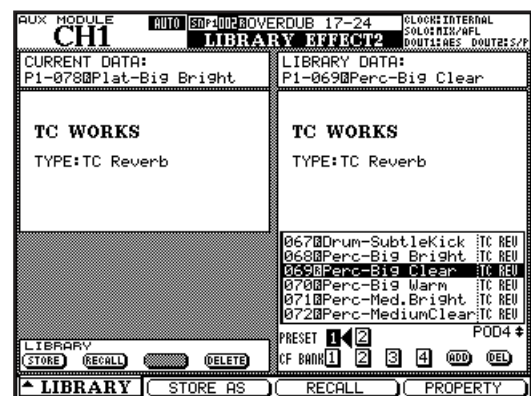 AUX MODULE
CH1
AUTO SNP1002 OVERDUB 17-24
LIBRARY EFFECT2
CLOCK:INTERNAL
SOLO:MIX/AFL
DOUT1:AES DOUT2:S/P
CURRENT DATA:
P1-078 Plat-Big Bright
LIBRARY DATA:
P1-069 Perc-Big Clear
TC WORKS
TYPE:TC Reverb
TC WORKS
TYPE:TC Reverb
067 Drum-SubtleKick TC REV
068 Perc-Big Bright TC REV
069 Perc-Big Clear TC REV
070 Perc-Big Warm TC REV
071 Perc-Med.Bright TC REV
072 Perc-MediumClear TC REV
PRESET 1 2 POD4
CF BANK 1 2 3 4 ADD DEL
LIBRARY
STORE RECALL DELETE
LIBRARY STORE AS RECALL PROPERTY